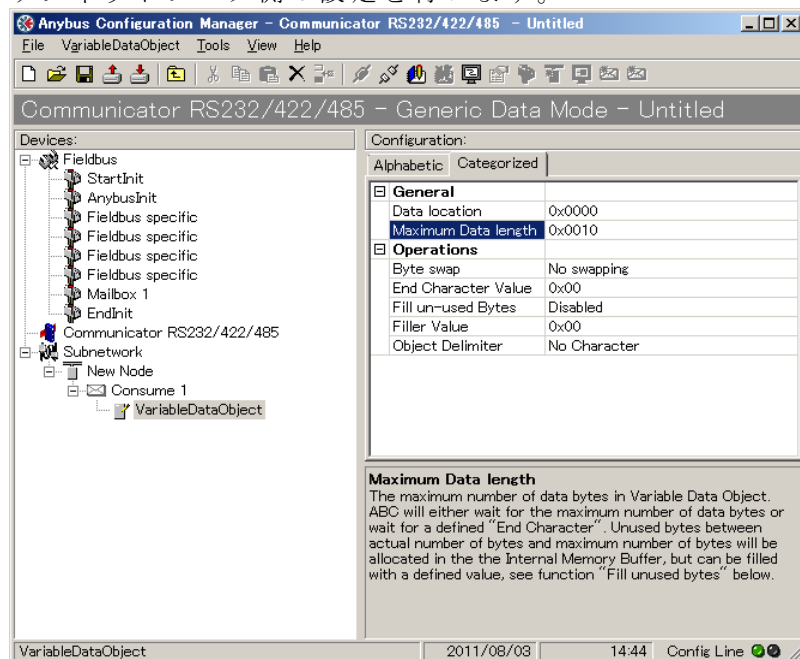 Anybus Configuration Manager - Communicator RS232/422/485 - Untitled
File VariableDataObject Tools View Help
Communicator RS232/422/485 - Generic Data Mode - Untitled
Devices:
Fieldbus
StartInit
AnybusInit
Fieldbus specific
Fieldbus specific
Fieldbus specific
Fieldbus specific
Mailbox 1
EndInit
Communicator RS232/422/485
Subnetwork
New Node
Consume 1
VariableDataObject
Configuration:
Alphabetic Categorized
General
Data location 0x0000
Maximum Data length 0x0010
Operations
Byte swap No swapping
End Character Value 0x00
Fill un-used Bytes Disabled
Filler Value 0x00
Object Delimiter No Character
Maximum Data length
The maximum number of data bytes in Variable Data Object.
ABC will either wait for the maximum number of data bytes or
wait for a defined "End Character". Unused bytes between
actual number of bytes and maximum number of bytes will be
allocated in the the Internal Memory Buffer, but can be filled
with a defined value, see function "Fill unused bytes" below.
VariableDataObject 2011/08/03 14:44 Config Line